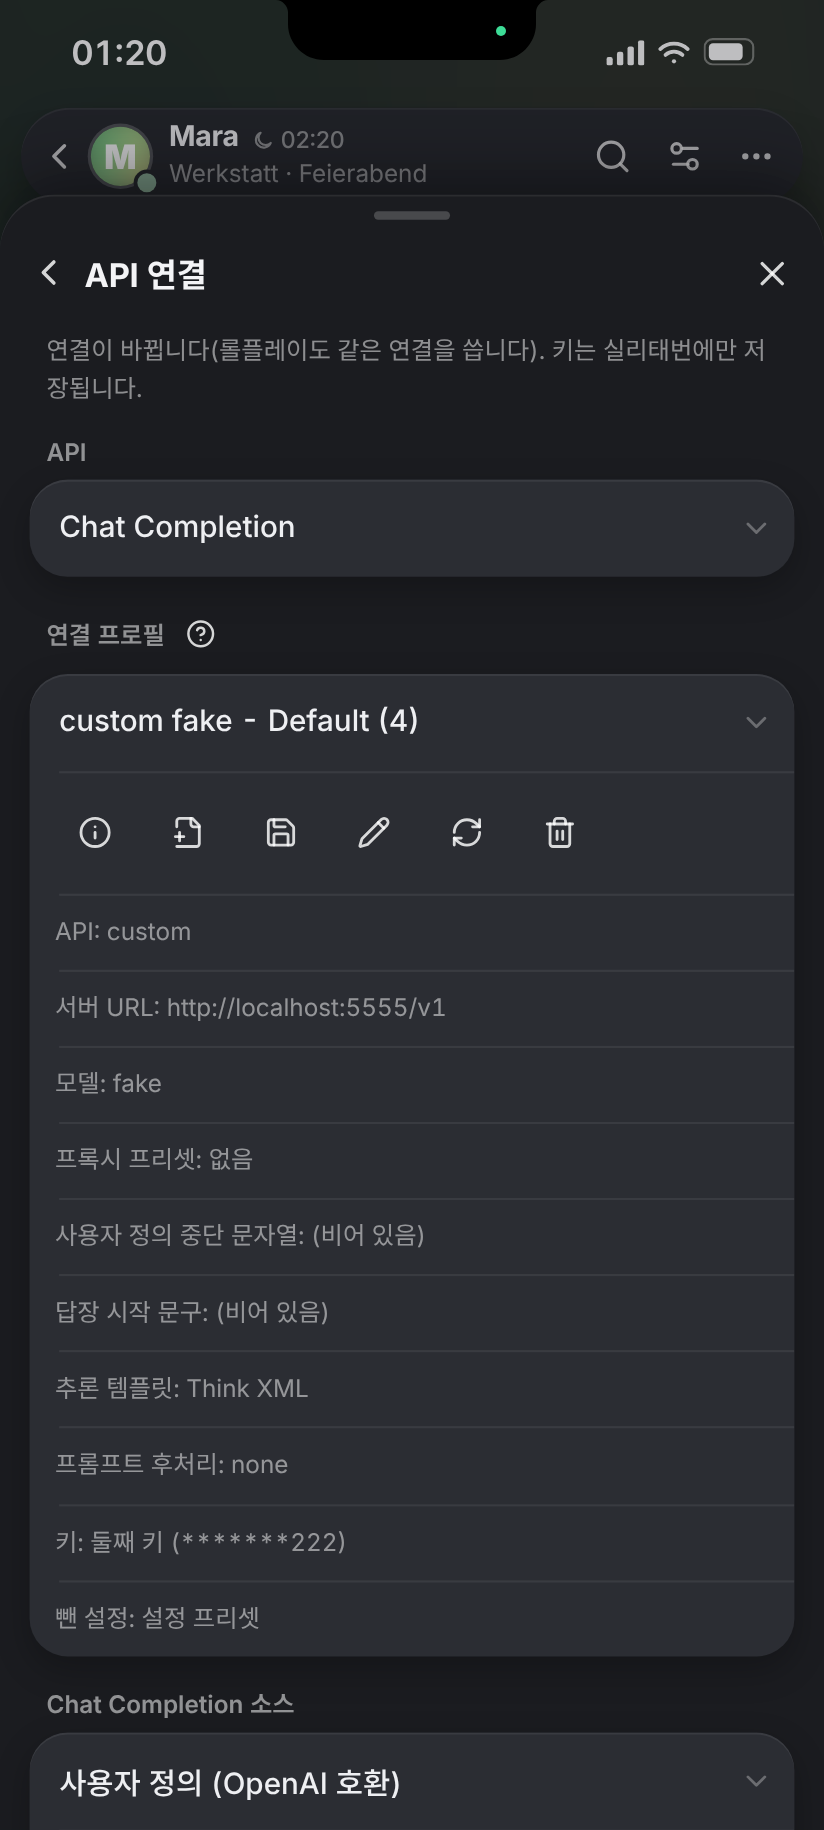 01:20
Mara 02:20
M
Werkstatt · Feierabend
API 연결
연결이 바뀝니다(롤플레이도 같은 연결을 씁니다). 키는 실리태번에만 저
장됩니다.
API
Chat Completion
연결 프로필
custom fake - Default (4)
API: custom
서버 URL: http://localhost:5555/v1
모델: fake
프록시 프리셋: 없음
사용자 정의 중단 문자열: (비어 있음)
답장 시작 문구: (비어 있음)
추론 템플릿: Think XML
프롬프트 후처리: none
키: 둘째 키 (*******222)
뺀 설정: 설정 프리셋
Chat Completion 소스
사용자 정의 (OpenAI 호환)